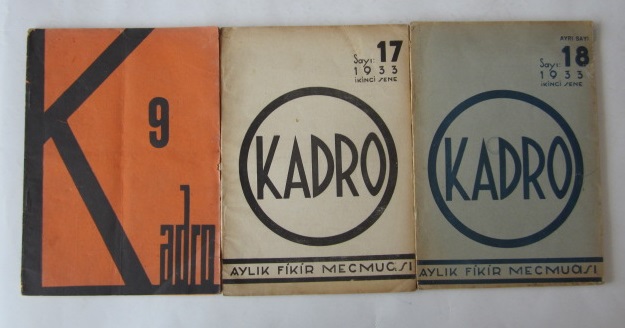 Kadro
9
Sayı: 17
1933
İKİNCİ SENE
KADRO
AYLIK FİKİR MECMUASI
AYNI SAYI
Sayı: 18
1933
İKİNCİ SENE
KADRO
AYLIK FİKİR MECMUASI